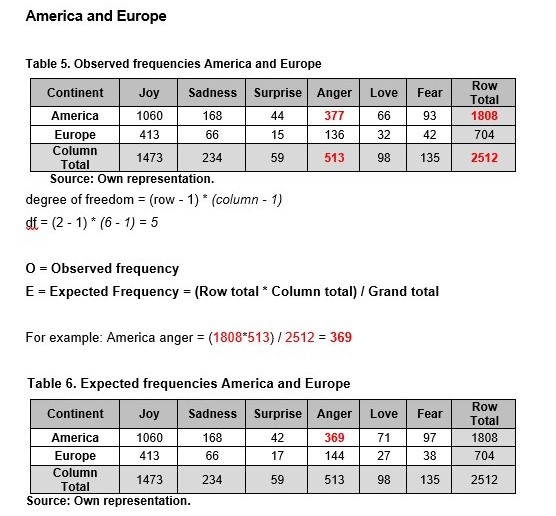 America and Europe
Table 5. Observed frequencies America and Europe
Continent Joy Sadness Surprise Anger Love Fear Row Total
America 1060 168 44 377 66 93 1808
Europe 413 66 15 136 32 42 704
Column Total 1473 234 59 513 98 135 2512
Source: Own representation.
degree of freedom = (row - 1) * (column - 1)
df = (2 - 1) * (6 - 1) = 5
O = Observed frequency
E = Expected Frequency = (Row total * Column total) / Grand total
For example: America anger = (1808*513) / 2512 = 369
Table 6. Expected frequencies America and Europe
Continent Joy Sadness Surprise Anger Love Fear Row Total
America 1060 168 42 369 71 97 1808
Europe 413 66 17 144 27 38 704
Column Total 1473 234 59 513 98 135 2512
Source: Own representation.